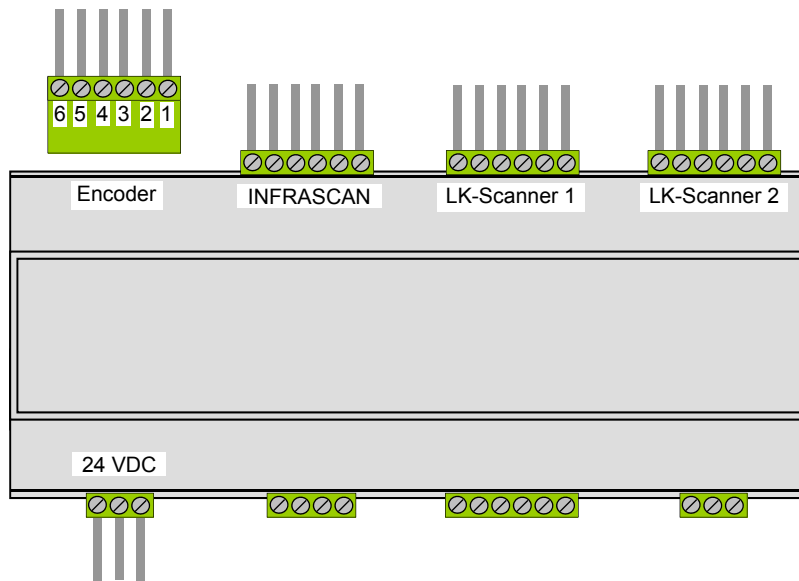 6 5 4 3 2 1
Encoder
INFRASCAN
LK-Scanner 1
LK-Scanner 2
24 VDC